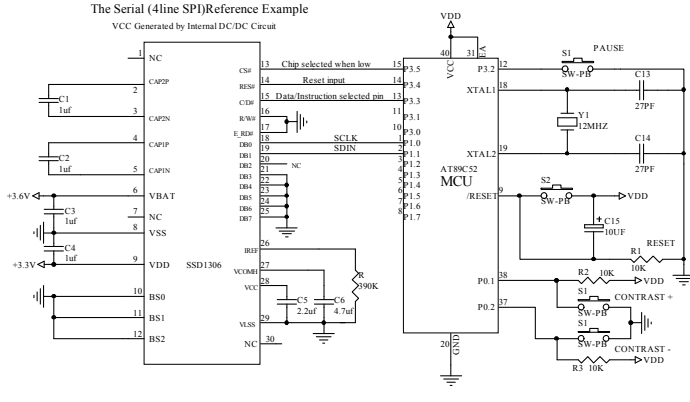 The Serial (4line SPI)Reference Example
VCC Generated by Internal DC/DC Circuit
1 NC
2 CAP2P
C1
1uf
3 CAP2N
4 CAP1P
C2
1uf
5 CAP1N
+3.6V 6 VBAT
C3
1uf
7 NC
8 VSS
C4
1uf
+3.3V 9 VDD
SSD1306
10 BS0
11 BS1
12 BS2
CS# 13 Chip selected when low 15 P3.5
RES# 14 Reset input 14 P3.4
C/D# 15 Data/Instruction selected pin 13 P3.3
R/W# 16
E_RD# 17
DB0 18 SCLK 1 P1.0
DB1 19 SDIN 2 P1.1
DB2 20 NC
DB3 21
DB4 22
DB5 23
DB6 24
DB7 25
IREF 26
VCOMH 27
VCC 28
VLSS 29
NC 30
C5
2.2uf
C6
4.7uf
R
390K
VDD
40
VCC
31
EA
11 P3.1
10 P3.0
3 P1.2
4 P1.3
5 P1.4
6 P1.5
7 P1.6
8 P1.7
AT89C52
MCU
P3.2 12
S1
PAUSE
SW-PB
XTAL1 18
C13
27PF
Y1
12MHZ
C14
27PF
XTAL2 19
/RESET 9
S2
SW-PB
VDD
C15
10UF
RESET
R1
10K
P0.1 38
R2 10K
VDD
S1
CONTRAST +
SW-PB
P0.2 37
S1
SW-PB
CONTRAST -
R3 10K
VDD
20
GND